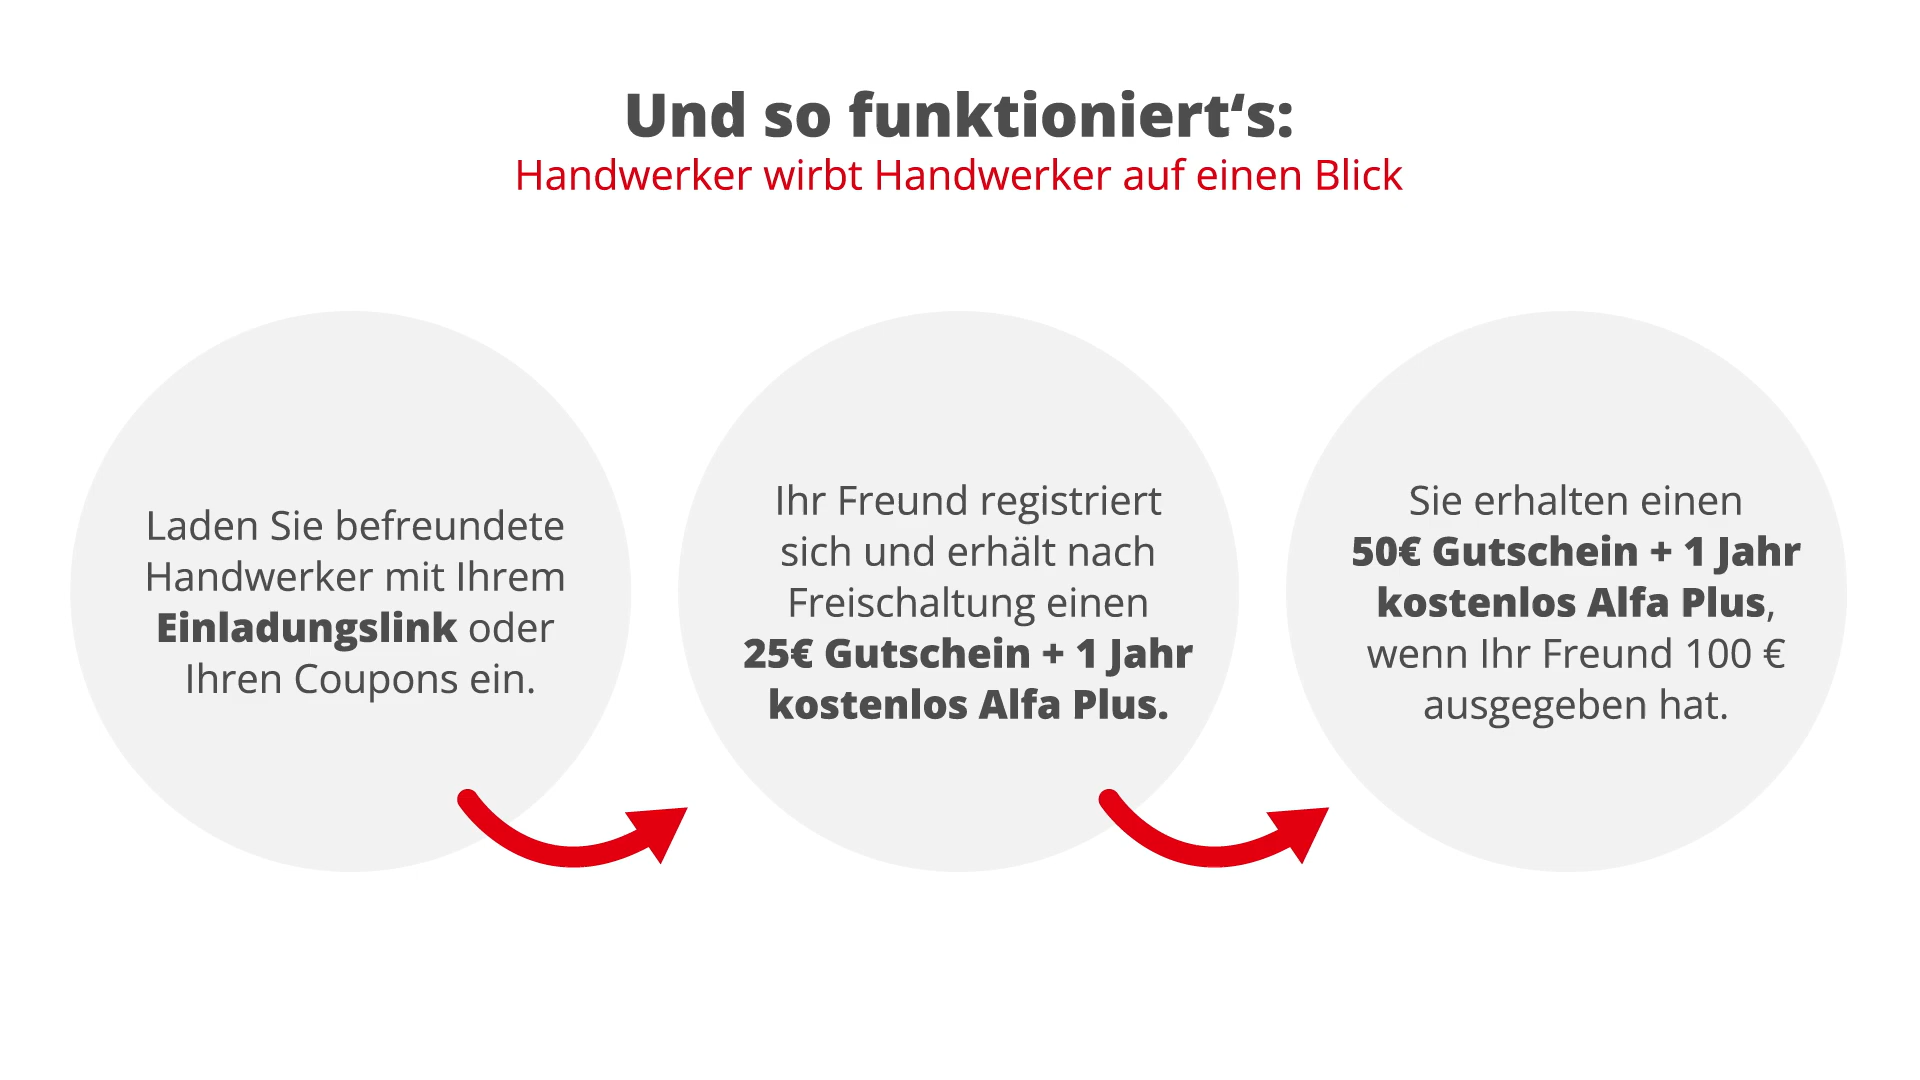 Und so funktioniert‘s:
Handwerker wirbt Handwerker auf einen Blick
Laden Sie befreundete
Handwerker mit Ihrem
Einladungslink oder
Ihren Coupons ein.
Ihr Freund registriert
sich und erhält nach
Freischaltung einen
25€ Gutschein + 1 Jahr
kostenlos Alfa Plus.
Sie erhalten einen
50€ Gutschein + 1 Jahr
kostenlos Alfa Plus,
wenn Ihr Freund 100 €
ausgegeben hat.